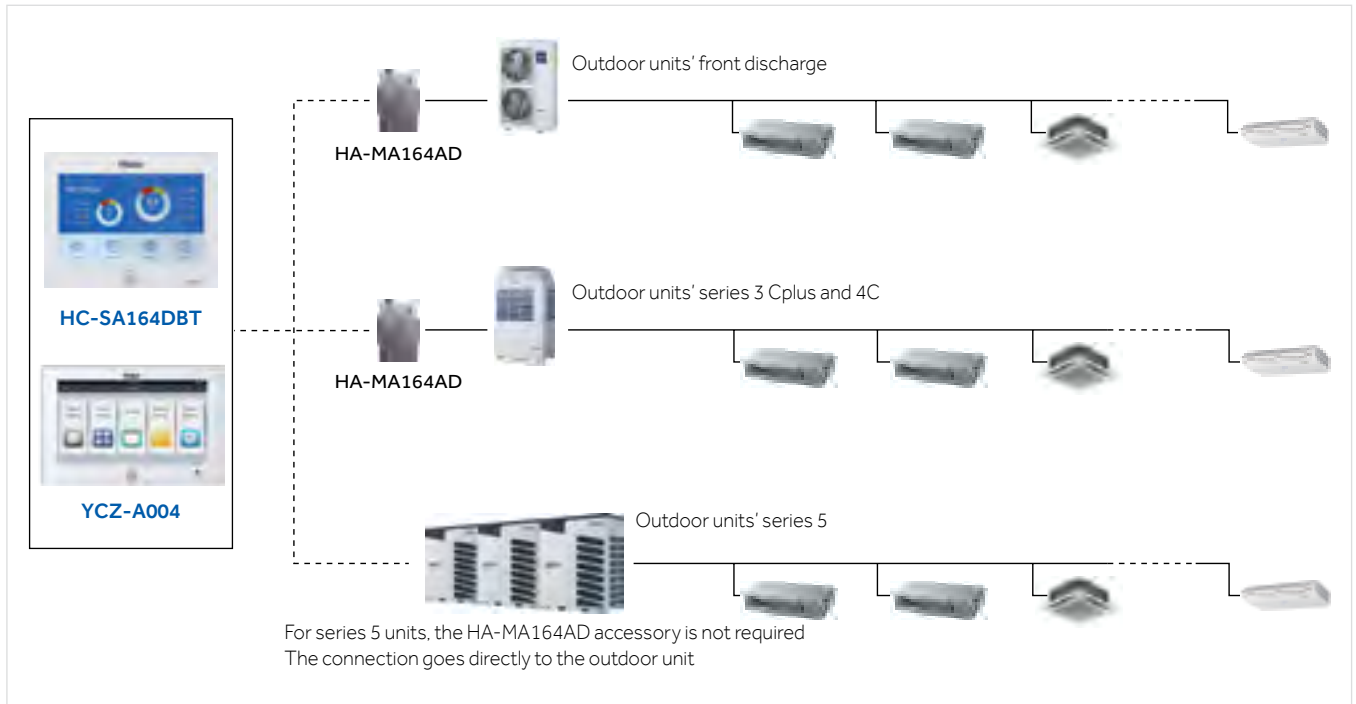 Outdoor units' front discharge
HA-MA164AD
HC-SA164DBT
Outdoor units' series 3 Cplus and 4C
HA-MA164AD
YCZ-A004
Outdoor units' series 5
For series 5 units, the HA-MA164AD accessory is not required
The connection goes directly to the outdoor unit